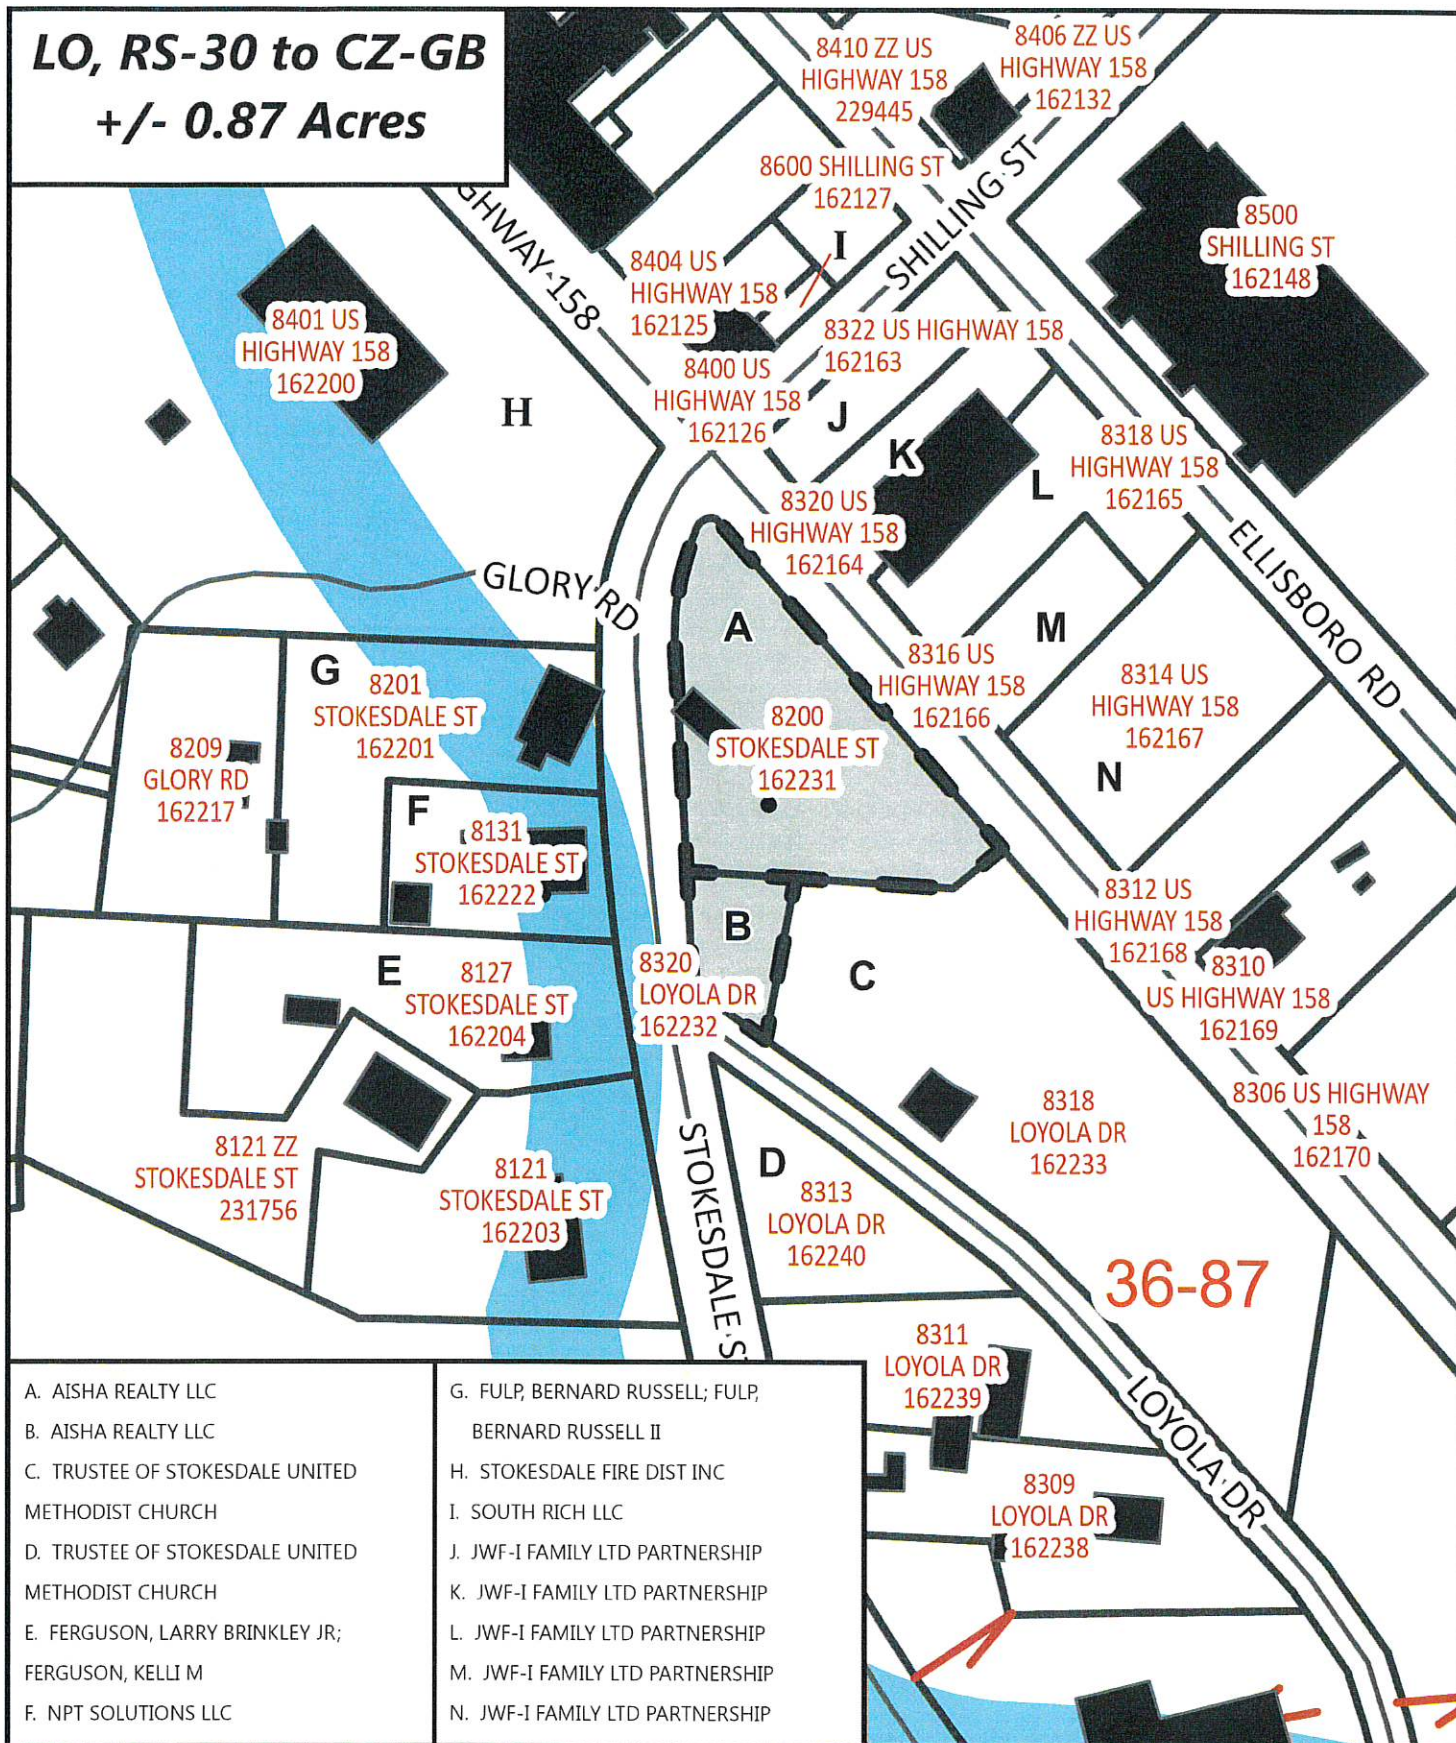 LO, RS-30 to CZ-GB
+/- 0.87 Acres
8410 ZZ US
HIGHWAY 158
229445
8406 ZZ US
HIGHWAY 158
162132
8600 SHILLING ST
162127
I
SHILLING ST
8500
SHILLING ST
162148
GHWAY 158
8404 US
HIGHWAY 158
162125
8401 US
HIGHWAY 158
162200
8322 US HIGHWAY 158
162163
8400 US
HIGHWAY 158
162126
H
J
K
L
8318 US
HIGHWAY 158
162165
8320 US
HIGHWAY 158
162164
ELLISBORO RD
GLORY RD
A
M
8316 US
HIGHWAY 158
162166
8314 US
HIGHWAY 158
162167
G
8201
STOKESDALE ST
162201
8200
STOKESDALE ST
162231
8209
GLORY RD
162217
N
F
8131
STOKESDALE ST
162222
8312 US
HIGHWAY 158
162168
B
E
C
8127
STOKESDALE ST
162204
8320
LOYOLA DR
162232
8310
US HIGHWAY 158
162169
8318
LOYOLA DR
162233
8306 US HIGHWAY
158
162170
8121 ZZ
STOKESDALE ST
231756
8121
STOKESDALE ST
162203
STOKESDALE S
D
8313
LOYOLA DR
162240
36-87
8311
LOYOLA DR
162239
LOYOLA DR
8309
LOYOLA DR
162238
A. AISHA REALTY LLC
B. AISHA REALTY LLC
C. TRUSTEE OF STOKESDALE UNITED
METHODIST CHURCH
D. TRUSTEE OF STOKESDALE UNITED
METHODIST CHURCH
E. FERGUSON, LARRY BRINKLEY JR;
FERGUSON, KELLI M
F. NPT SOLUTIONS LLC
G. FULP, BERNARD RUSSELL; FULP,
BERNARD RUSSELL II
H. STOKESDALE FIRE DIST INC
I. SOUTH RICH LLC
J. JWF-I FAMILY LTD PARTNERSHIP
K. JWF-I FAMILY LTD PARTNERSHIP
L. JWF-I FAMILY LTD PARTNERSHIP
M. JWF-I FAMILY LTD PARTNERSHIP
N. JWF-I FAMILY LTD PARTNERSHIP